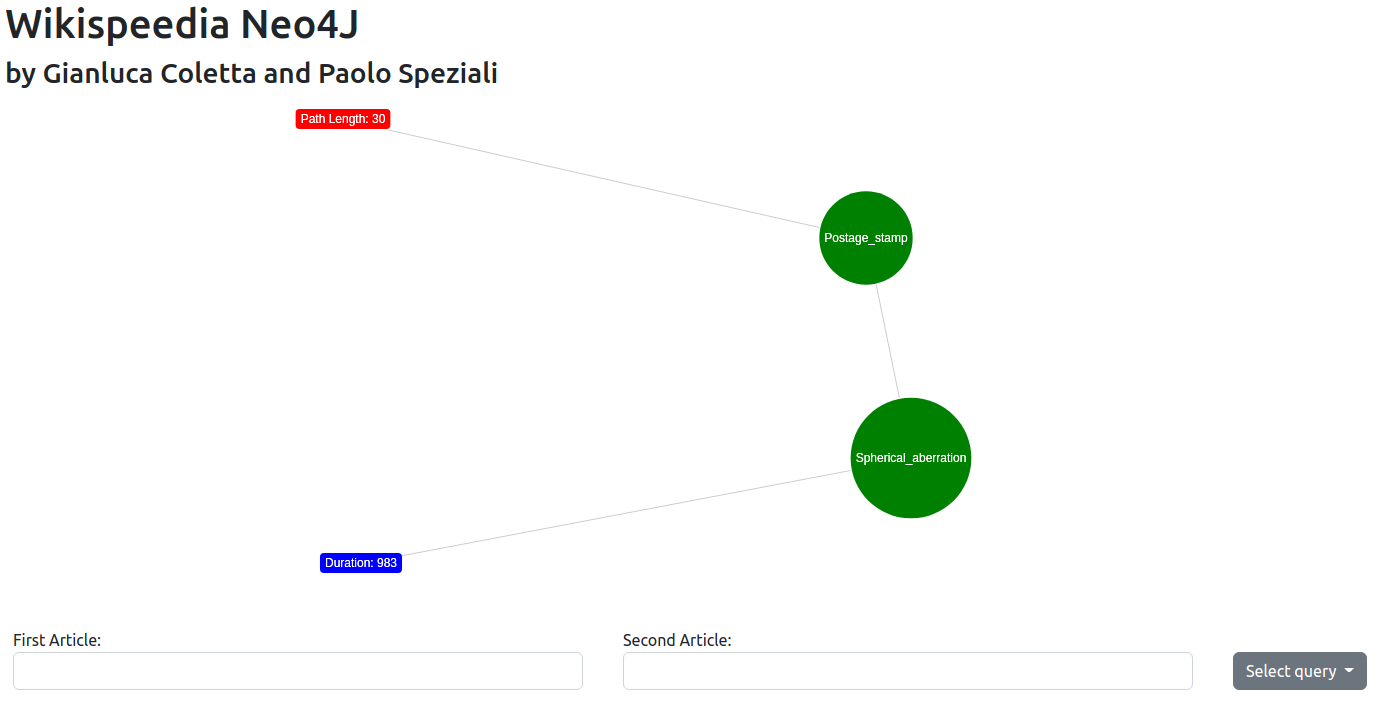 Wikispeedia Neo4J
by Gianluca Coletta and Paolo Speziali
Path Length: 30
Postage_stamp
Spherical_aberration
Duration: 983
First Article:
Second Article:
Select query